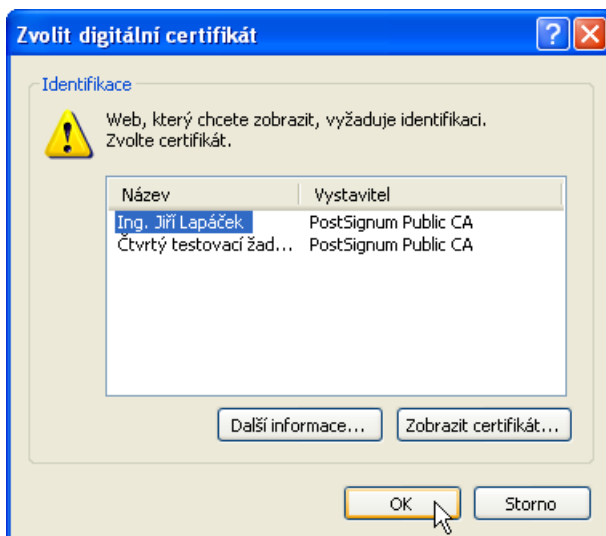 Zvolit digitální certifikát
Identifikace
Web, který chcete zobrazit, vyžaduje identifikaci.
Zvolte certifikát.
Název Vystavitel
Ing. Jiří Lapáček PostSignum Public CA
Čtvrtý testovací žad... PostSignum Public CA
Další informace... Zobrazit certifikát...
OK Storno